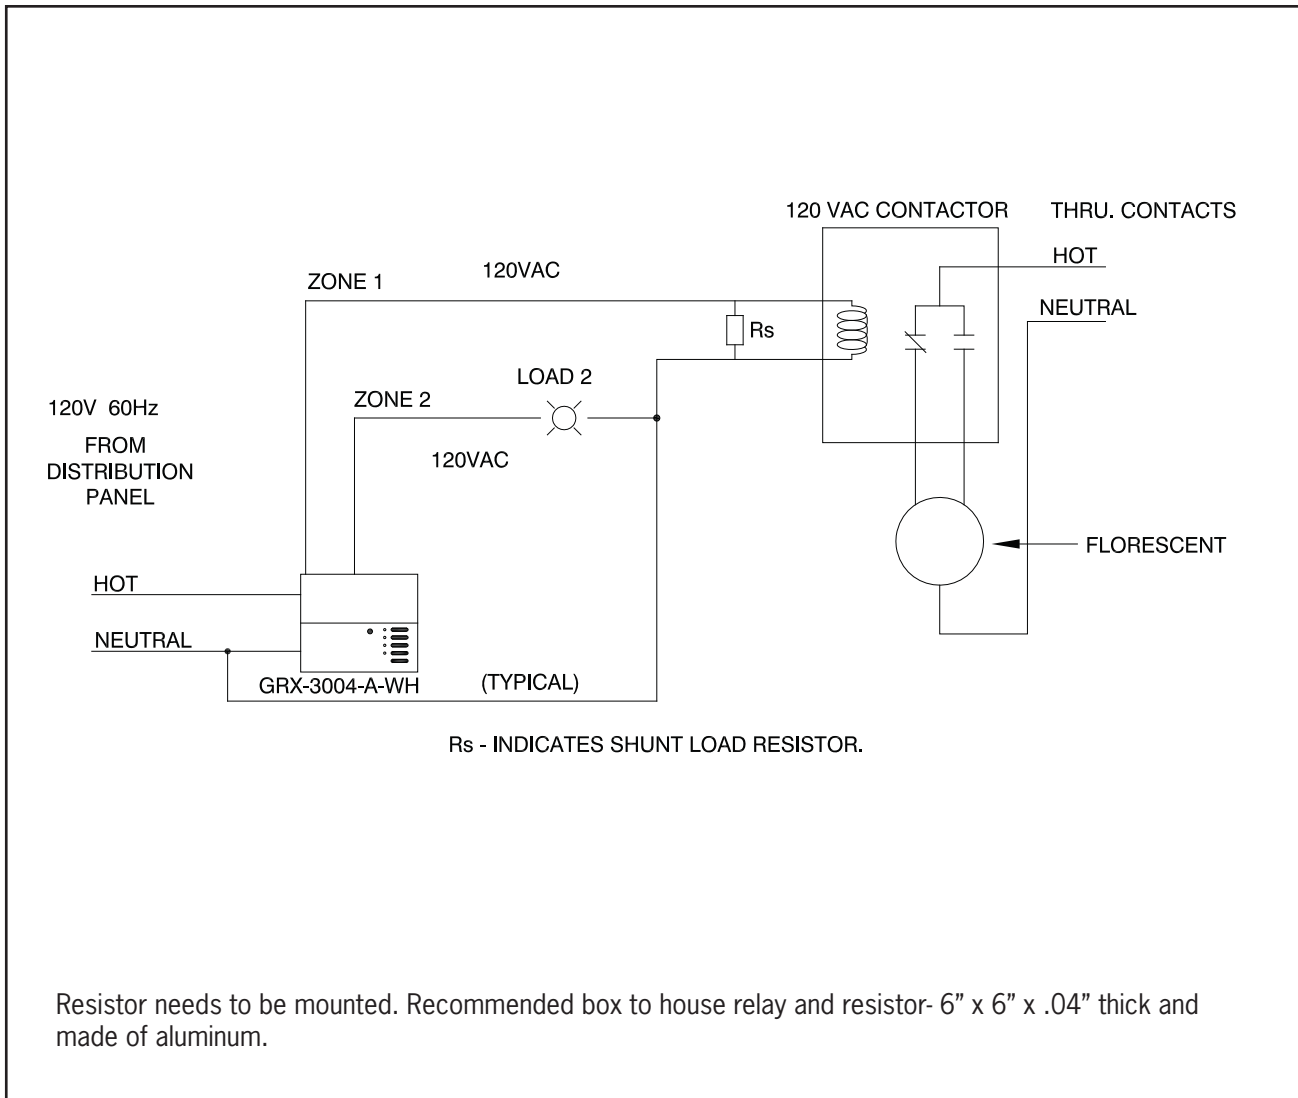 120 VAC CONTACTOR
THRU. CONTACTS
HOT
NEUTRAL
ZONE 1
120VAC
Rs
LOAD 2
ZONE 2
120VAC
120V 60Hz
FROM
DISTRIBUTION
PANEL
FLORESCENT
HOT
NEUTRAL
GRX-3004-A-WH
(TYPICAL)
Rs - INDICATES SHUNT LOAD RESISTOR.
Resistor needs to be mounted. Recommended box to house relay and resistor- 6” x 6” x .04” thick and
made of aluminum.